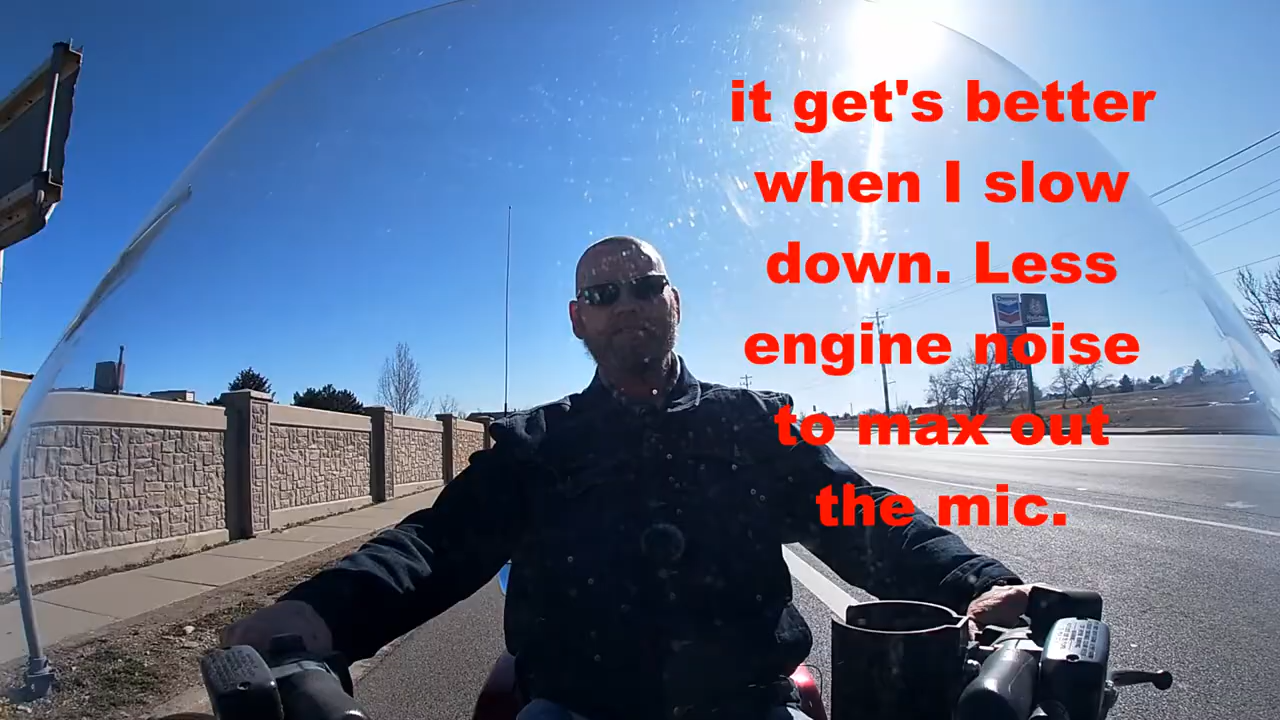 it get's better
when I slow
down. Less
engine noise
to max out
the mic.